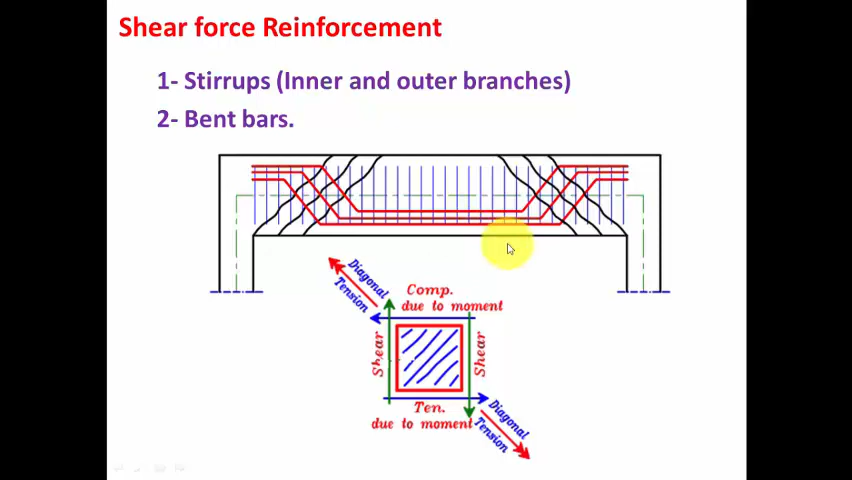 Shear force Reinforcement
1- Stirrups (Inner and outer branches)
2- Bent bars.
Diagonal
Tension
Comp.
due to moment
Shear
Shear
Ten.
due to moment
Diagonal
Tension